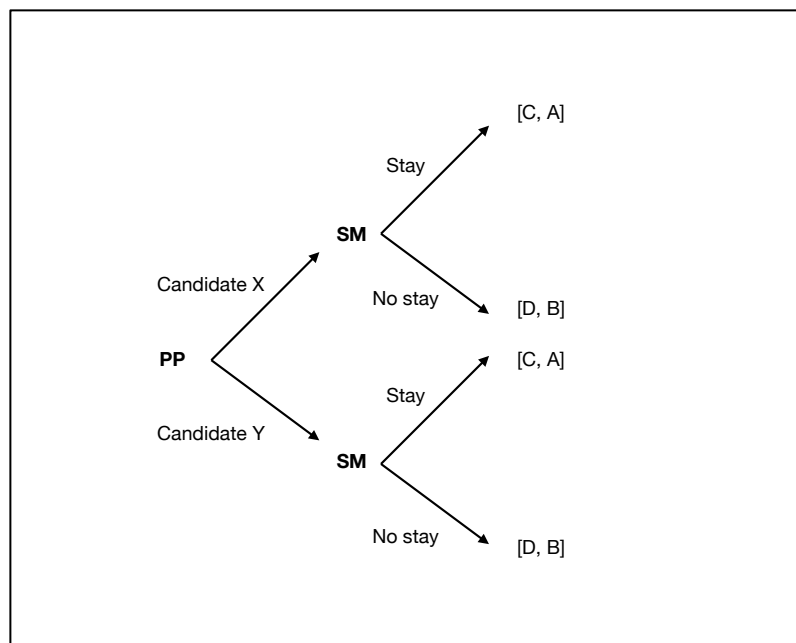 [C, A]
Stay
SM
Candidate X
No stay
[D, B]
PP
[C, A]
Stay
Candidate Y
SM
No stay
[D, B]